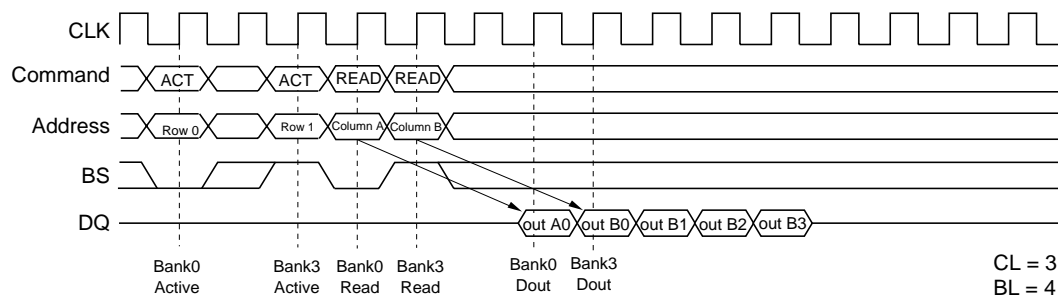 CLK
Command ACT ACT READ READ
Address Row 0 Row 1 Column A Column B
BS
DQ out A0 out B0 out B1 out B2 out B3
Bank0 Active
Bank3 Active
Bank0 Read
Bank3 Read
Bank0 Dout
Bank3 Dout
CL = 3
BL = 4